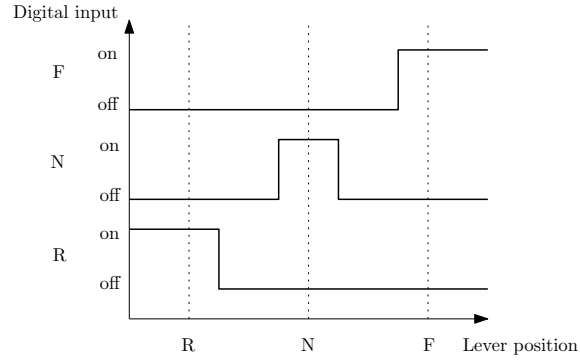 Digital input
on
F
off
on
N
off
on
R
off
R N F Lever position